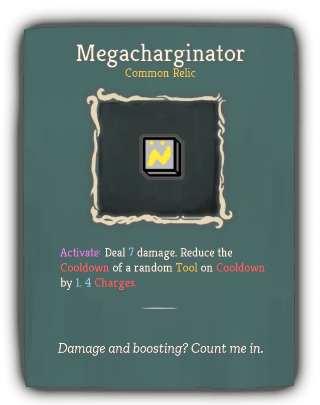 Megacharginator
Common Relic
Activate: Deal 7 damage. Reduce the
Cooldown of a random Tool on Cooldown
by 1. 4 Charges.
Damage and boosting? Count me in.